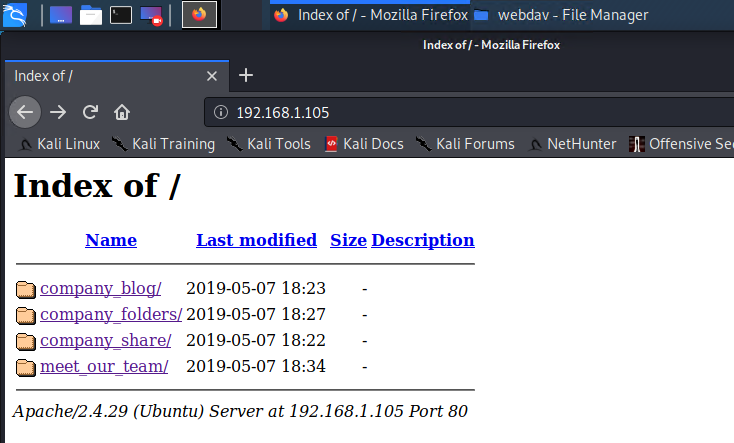 Index of / - Mozilla Firefox webdav - File Manager
Index of / - Mozilla Firefox
Index of /
192.168.1.105
Kali Linux Kali Training Kali Tools Kali Docs Kali Forums NetHunter Offensive Se
Index of /
Name Last modified Size Description
company_blog/ 2019-05-07 18:23 -
company_folders/ 2019-05-07 18:27 -
company_share/ 2019-05-07 18:22 -
meet_our_team/ 2019-05-07 18:34 -
Apache/2.4.29 (Ubuntu) Server at 192.168.1.105 Port 80